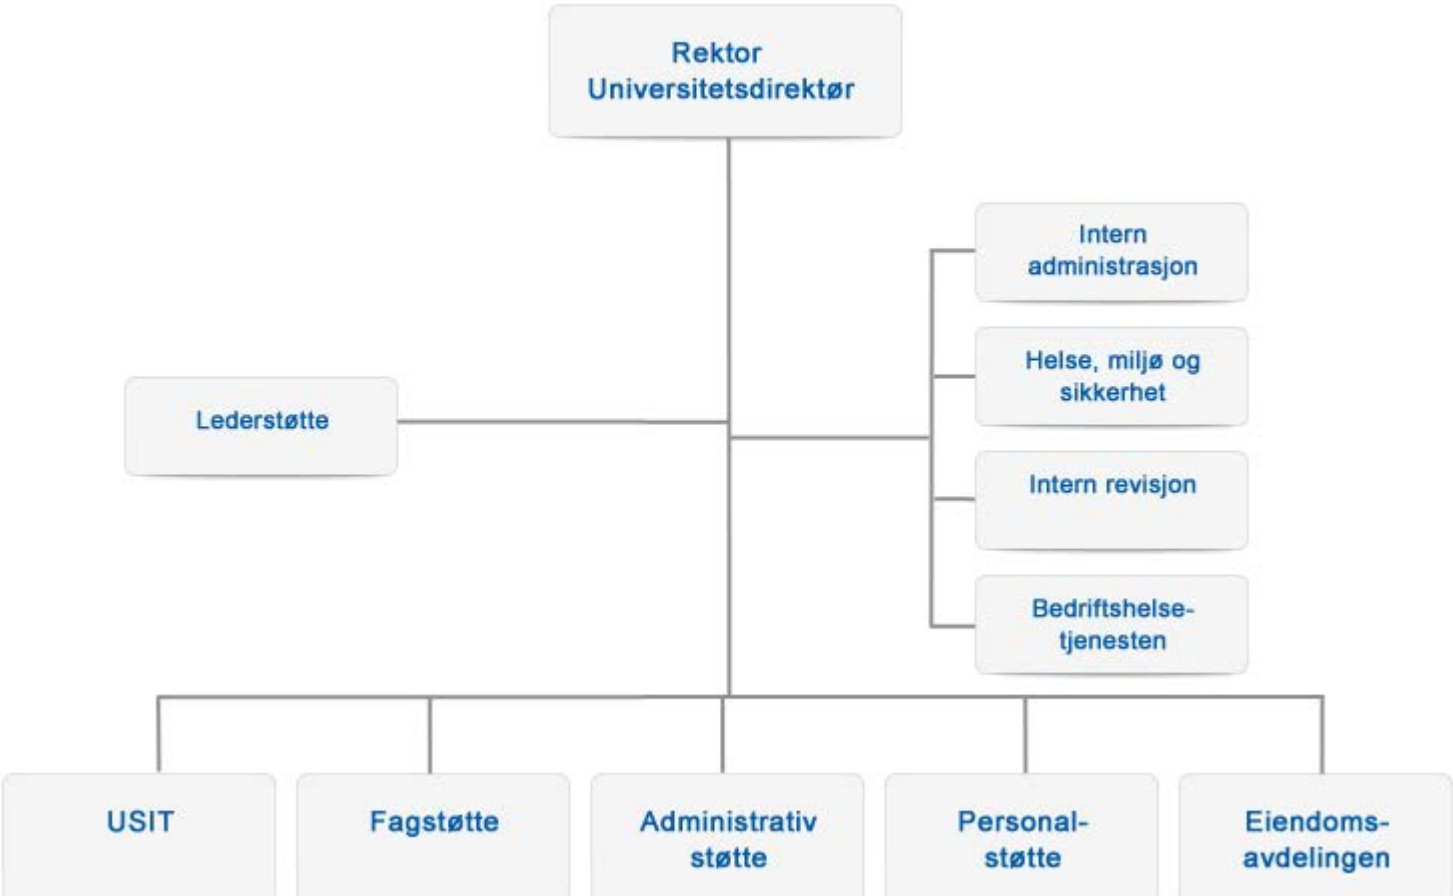 Rektor
Universitetsdirektør
Intern
administrasjon
Helse, miljø og
sikkerhet
Lederstøtte
Intern revisjon
Bedriftshelse-
tjenesten
USIT
Fagstøtte
Administrativ
støtte
Personal-
støtte
Eiendoms-
avdelingen